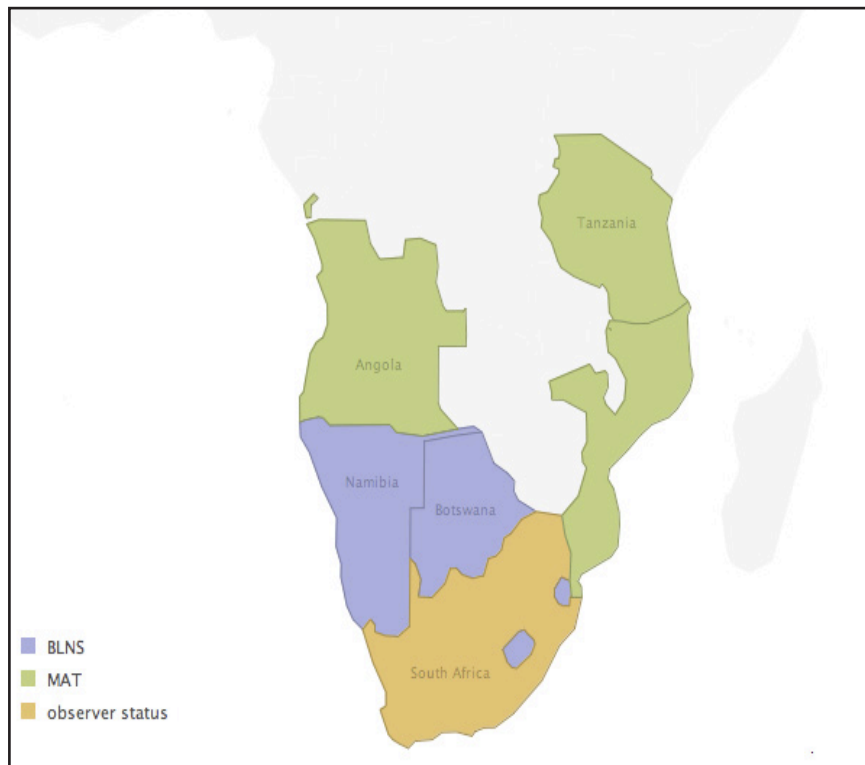 Tanzania
Angola
Namibia
Botswana
South Africa
BLNS
MAT
observer status